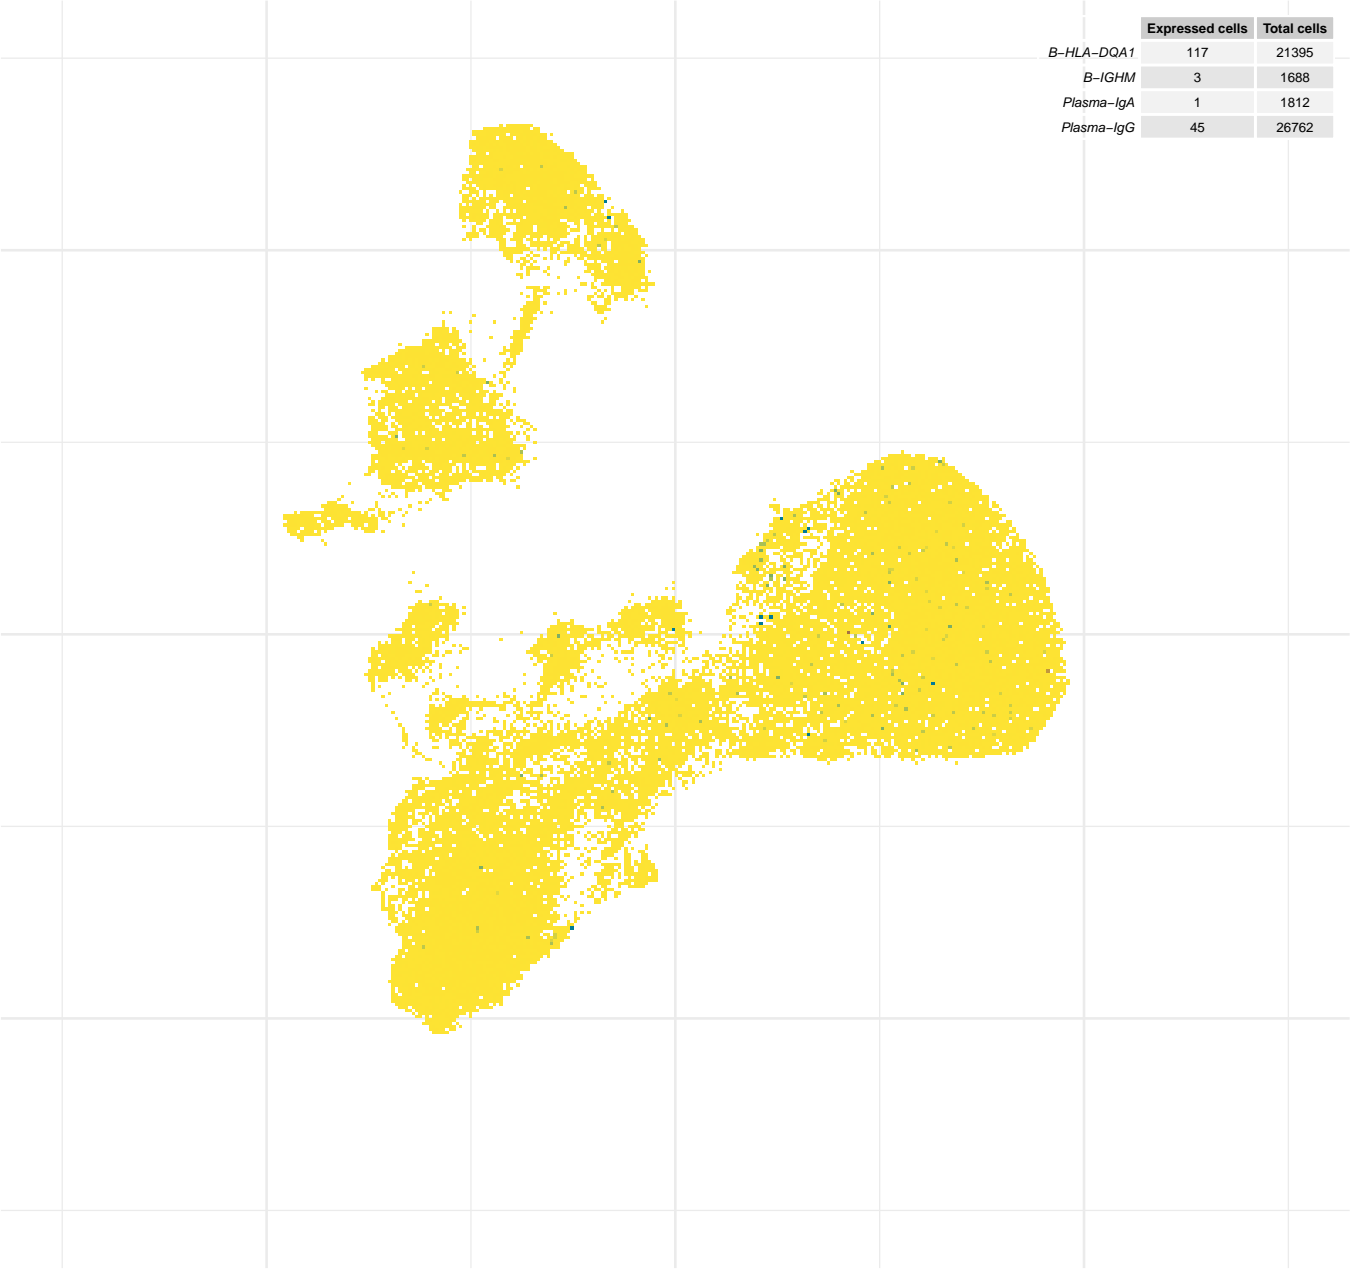 Expressed cells Total cells
B−HLA−DQA1 117 21395
B−IGHM 3 1688
Plasma−IgA 1 1812
Plasma−IgG 45 26762